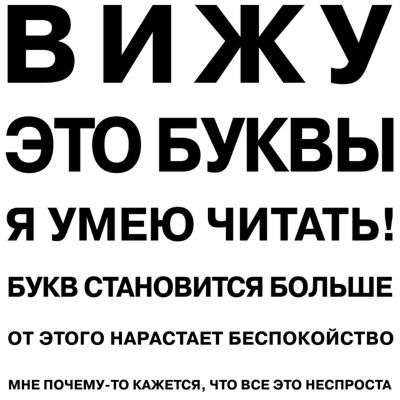 ВИЖУ
ЭТО БУКВЫ
Я УМЕЮ ЧИТАТЬ!
БУКВ СТАНОВИТСЯ БОЛЬШЕ
ОТ ЭТОГО НАРАСТАЕТ БЕСПОКОЙСТВО
МНЕ ПОЧЕМУ-ТО КАЖЕТСЯ, ЧТО ВСЕ ЭТО НЕСПРОСТА